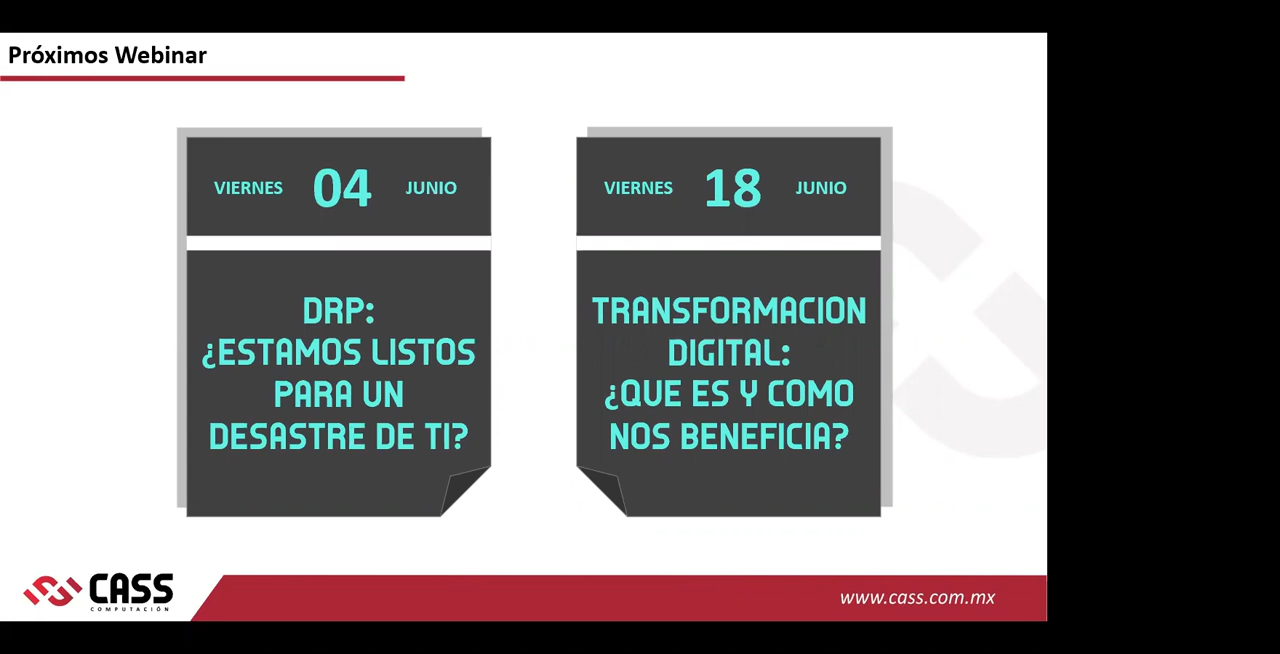 Próximos Webinar
VIERNES 04 JUNIO
DRP:
¿ESTAMOS LISTOS
PARA UN
DESASTRE DE TI?
VIERNES 18 JUNIO
TRANSFORMACION
DIGITAL:
¿QUE ES Y COMO
NOS BENEFICIA?
CASS
COMPUTACIÓN
www.cass.com.mx